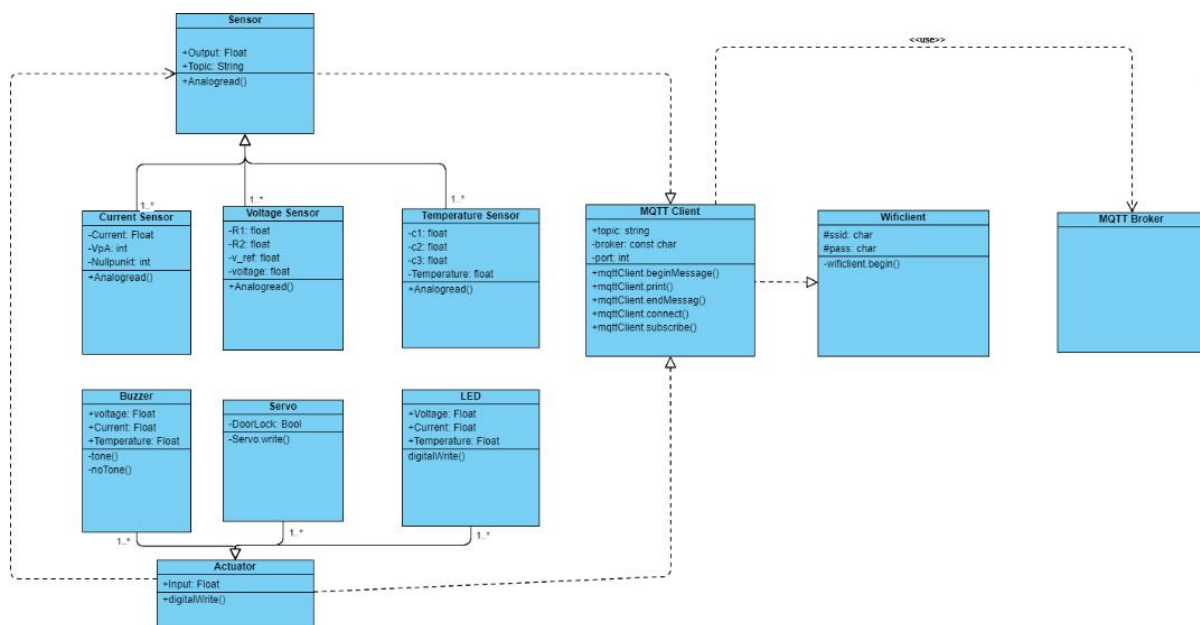 Sensor
+Output: Float
+Topic: String
+Analogread()
<<use>>
1..*
1..*
1..*
Current Sensor
-Current: Float
-VpA: int
-Nullpunkt: int
+Analogread()
Voltage Sensor
-R1: float
-R2: float
-v_ref: float
-voltage: float
+Analogread()
Temperature Sensor
-c1: float
-c2: float
-c3: float
-Temperature: float
+Analogread()
MQTT Client
+topic: string
-broker: const char
-port: int
+mqttClient.beginMessage()
+mqttClient.print()
+mqttClient.endMessag()
+mqttClient.connect()
+mqttClient.subscribe()
Wificlient
#ssid: char
#pass: char
-wificlient.begin()
MQTT Broker
Buzzer
+voltage: Float
+Current: Float
+Temperature: Float
-tone()
-noTone()
Servo
-DoorLock: Bool
-Servo.write()
LED
+Voltage: Float
+Current: Float
+Temperature: Float
digitalWrite()
1..*
1..*
1..*
Actuator
+Input: Float
+digitalWrite()